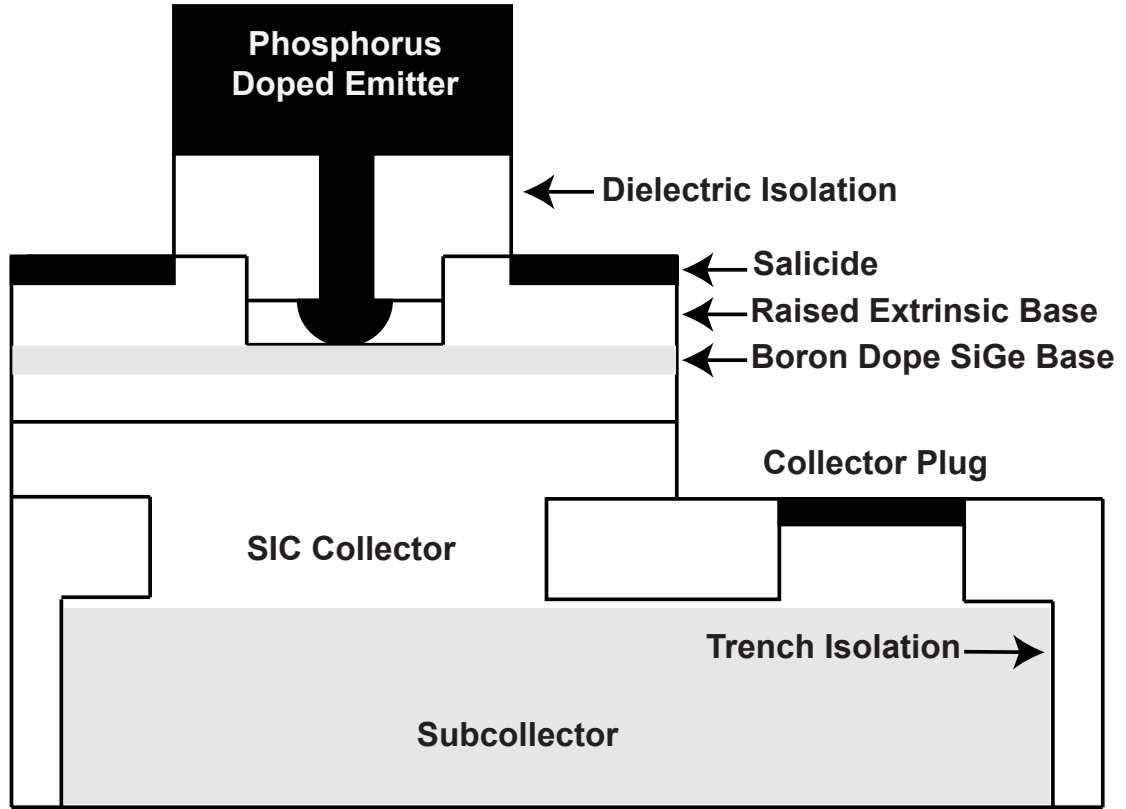 Phosphorus
Doped Emitter
Dielectric Isolation
Salicide
Raised Extrinsic Base
Boron Dope SiGe Base
Collector Plug
SIC Collector
Trench Isolation
Subcollector